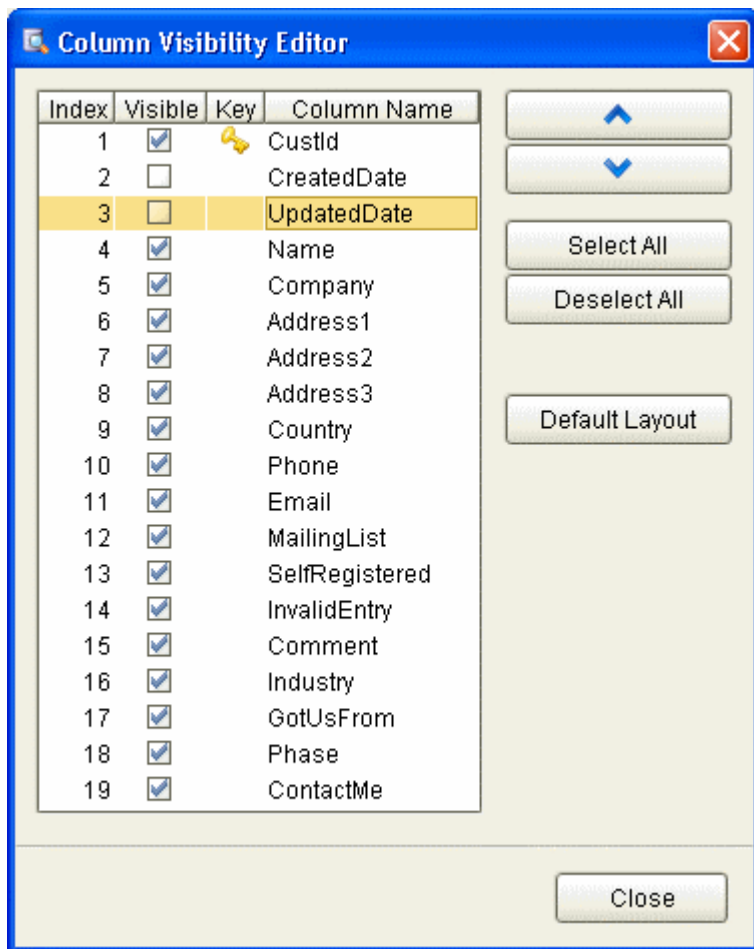 Column Visibility Editor
Index Visible Key Column Name
1 CustId
2 CreatedDate
3 UpdatedDate
4 Name
5 Company
6 Address1
7 Address2
8 Address3
9 Country
10 Phone
11 Email
12 MailingList
13 SelfRegistered
14 InvalidEntry
15 Comment
16 Industry
17 GotUsFrom
18 Phase
19 ContactMe
Select All
Deselect All
Default Layout
Close